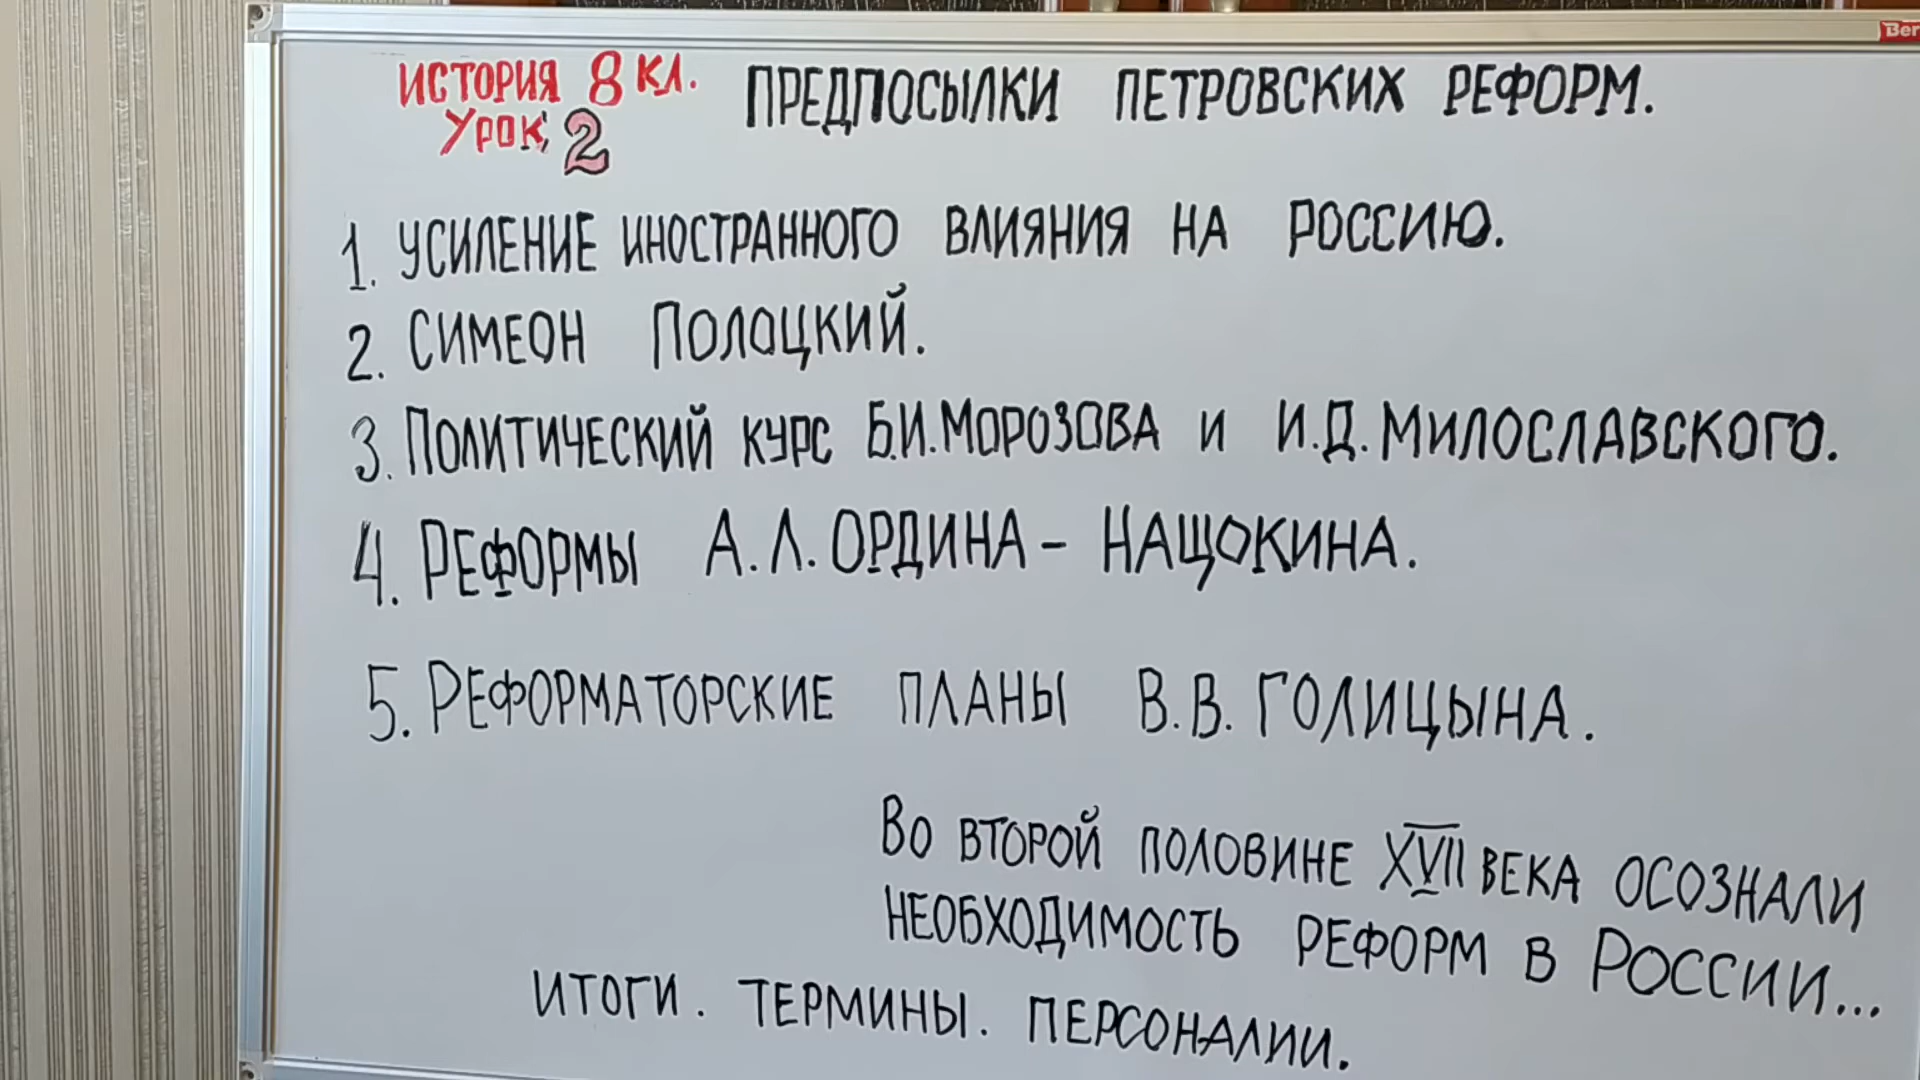 ИСТОРИЯ 8 КЛ.
УРОК 2
ПРЕДПОСЫЛКИ ПЕТРОВСКИХ РЕФОРМ.
1. УСИЛЕНИЕ ИНОСТРАННОГО ВЛИЯНИЯ НА РОССИЮ.
2. СИМЕОН ПОЛОЦКИЙ.
3. ПОЛИТИЧЕСКИЙ КУРС Б.И.МОРОЗОВА И И.Д.МИЛОСЛАВСКОГО.
4. РЕФОРМЫ А.Л.ОРДИНА - НАЩОКИНА.
5. РЕФОРМАТОРСКИЕ ПЛАНЫ В.В.ГОЛИЦЫНА.
ВО ВТОРОЙ ПОЛОВИНЕ XVII ВЕКА ОСОЗНАЛИ
НЕОБХОДИМОСТЬ РЕФОРМ В РОССИИ...
ИТОГИ. ТЕРМИНЫ. ПЕРСОНАЛИИ.